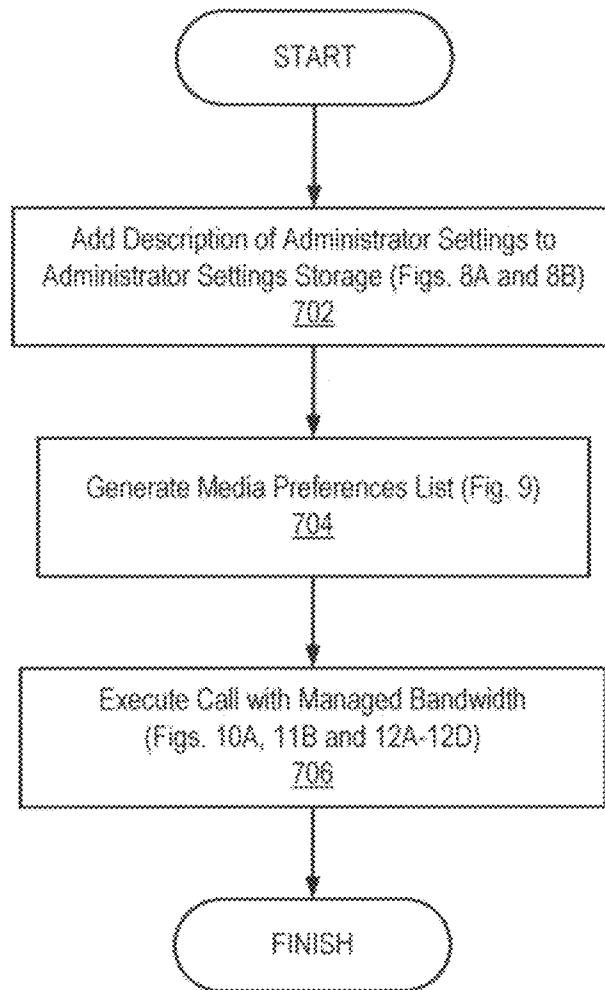 START
Add Description of Administrator Settings to
Administrator Settings Storage (Figs. 8A and 8B)
702
Generate Media Preferences List (Fig. 9)
704
Execute Call with Managed Bandwidth
(Figs. 10A, 11B and 12A-12D)
706
FINISH